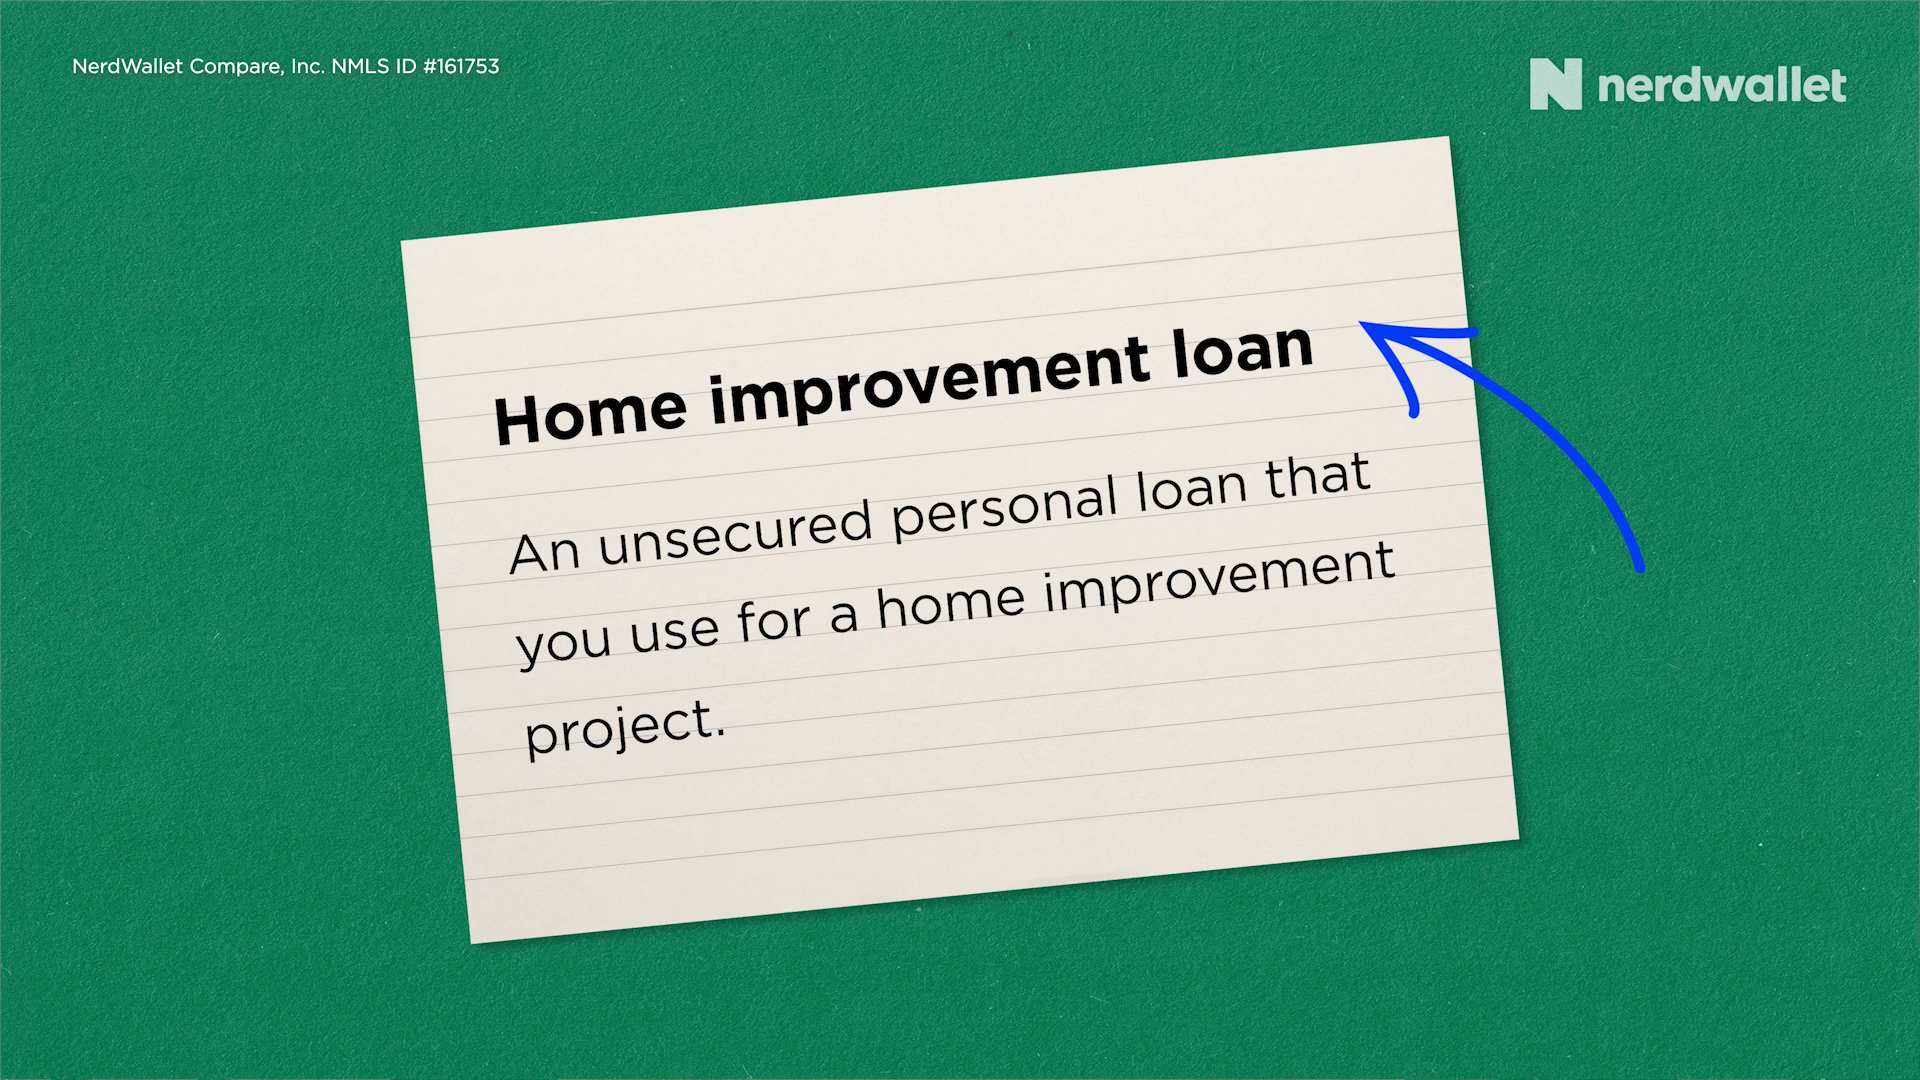 NerdWallet Compare, Inc. NMLS ID #161753
N nerdwallet
Home improvement loan
An unsecured personal loan that
you use for a home improvement
project.